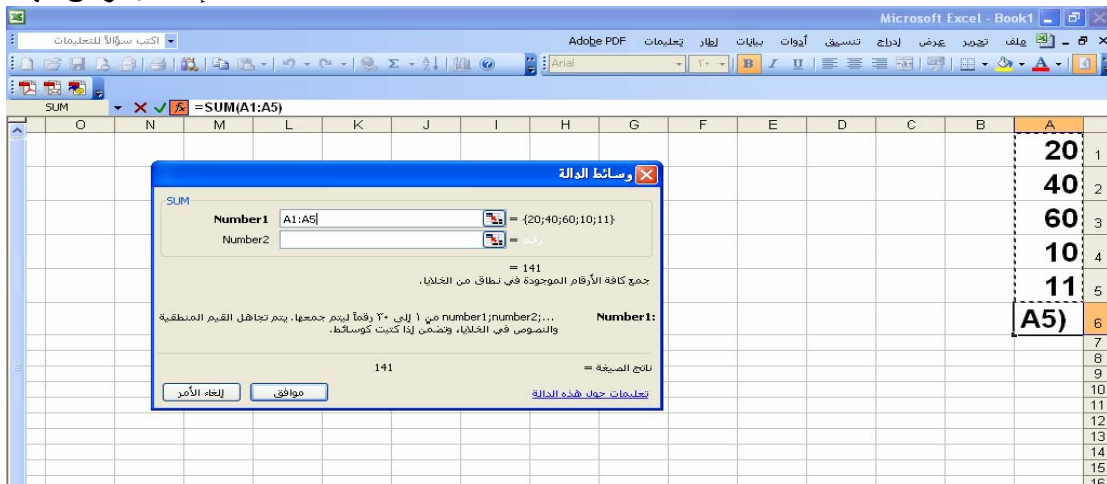 Microsoft Excel - Book1
ملف تحرير عرض إدراج تنسيق أدوات بيانات إطار تعليمات Adobe PDF
اكتب سؤالاً للتعليمات
Arial ٢٠ B I U
SUM =SUM(A1:A5)
A B C D E F G H I J K L M N O
20 1
40 2
60 3
10 4
11 5
A5) 6
7
8
9
10
11
12
13
14
15
16
وسائط الدالة
SUM
Number1 A1:A5 = {20;40;60;10;11}
Number2 = رقم
= 141
جمع كافة الأرقام الموجودة في نطاق من الخلايا.
Number1: number1;number2;... من ١ إلى ٣٠ رقماً ليتم جمعها. يتم تجاهل القيم المنطقية
والنصوص في الخلايا، وتضمن إذا كتبت كوسائط.
ناتج الصيغة = 141
تعليمات حول هذه الدالة
موافق
إلغاء الأمر